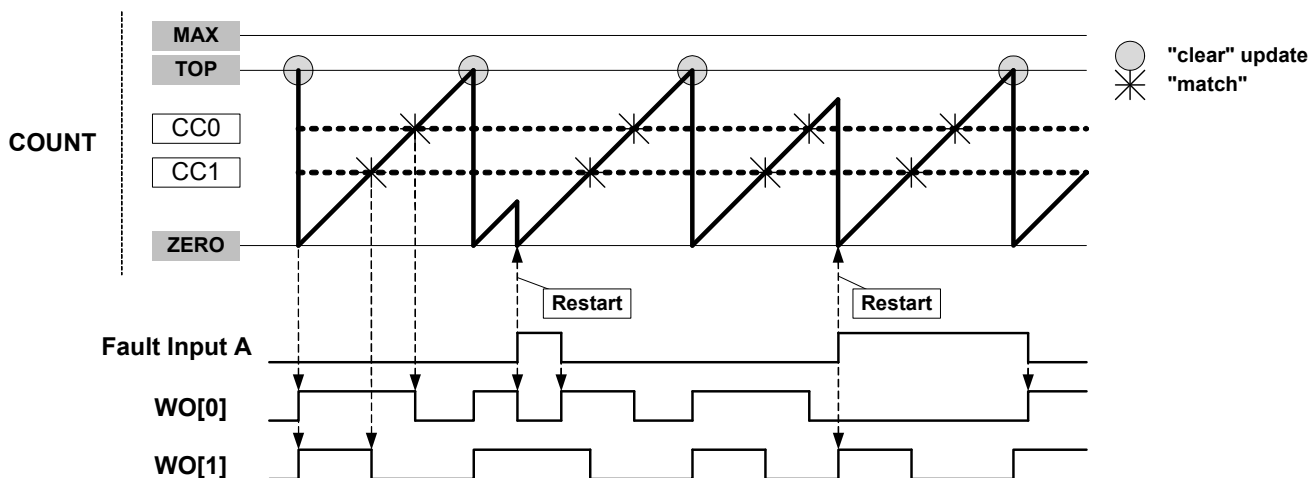 MAX
"clear" update
TOP
"match"
CC0
COUNT
CC1
ZERO
Restart
Restart
Fault Input A
WO[0]
WO[1]